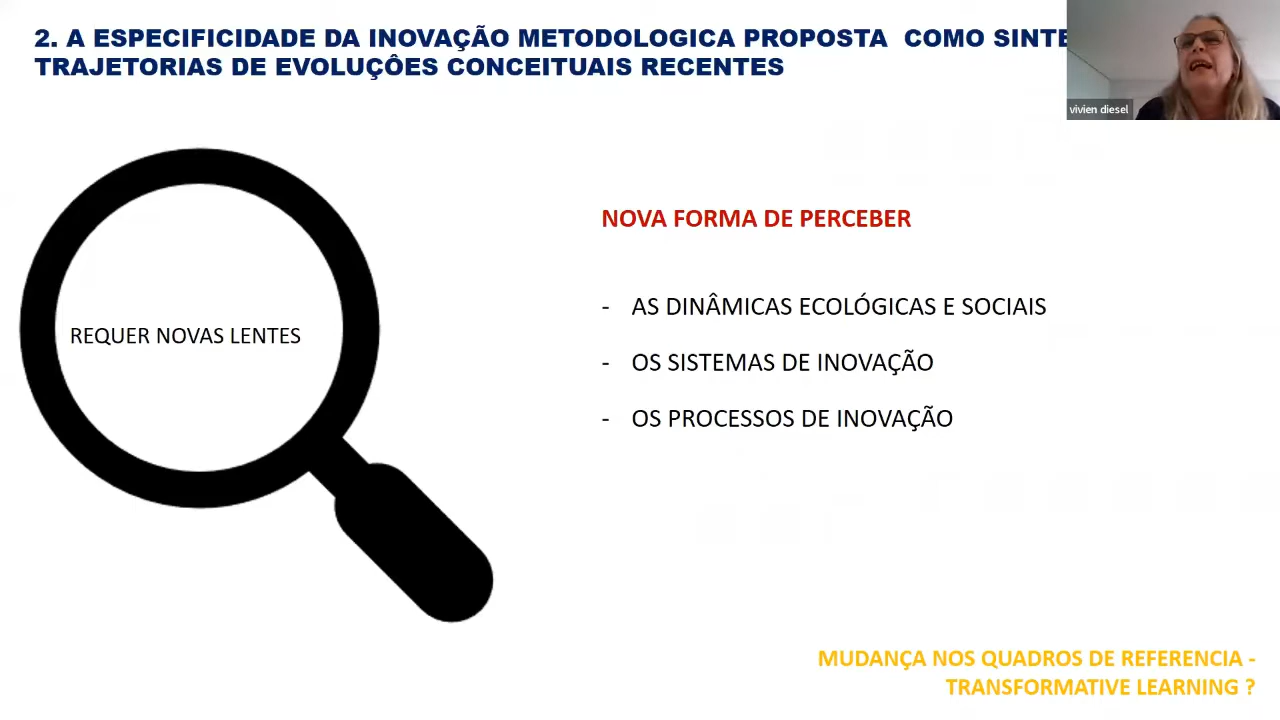 2. A ESPECIFICIDADE DA INOVAÇÃO METODOLOGICA PROPOSTA COMO SINTE
TRAJETORIAS DE EVOLUÇÔES CONCEITUAIS RECENTES
vivien diesel
NOVA FORMA DE PERCEBER
- AS DINÂMICAS ECOLÓGICAS E SOCIAIS
REQUER NOVAS LENTES
- OS SISTEMAS DE INOVAÇÃO
- OS PROCESSOS DE INOVAÇÃO
MUDANÇA NOS QUADROS DE REFERENCIA -
TRANSFORMATIVE LEARNING ?